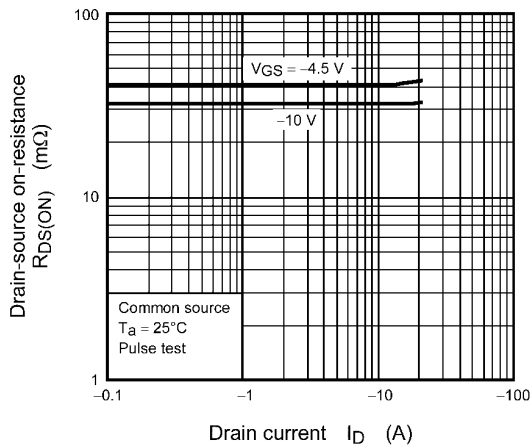 100
10
1
Drain-source on-resistance
RDS(ON) (mΩ)
VGS = −4.5 V
−10 V
Common source
Ta = 25°C
Pulse test
−0.1
−1
−10
−100
Drain current ID (A)